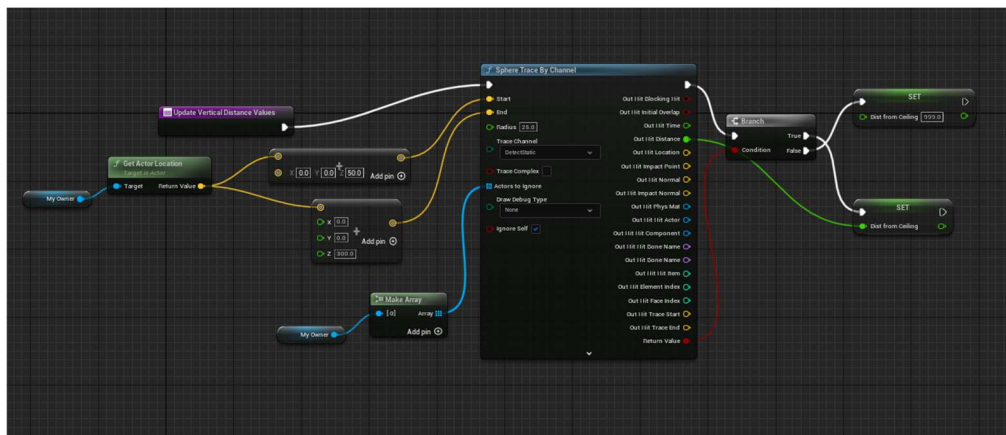 Sphere Trace By Channel
Start
End
Radius 25.0
Trace Channel
DetectStatic
Trace Complex
Actors to Ignore
Draw Debug Type
None
Ignore Self
Out Hit Blocking Hit
Out Hit Initial Overlap
Out Hit Time
Out Hit Distance
Out Hit Location
Out Hit Impact Point
Out Hit Normal
Out Hit Impact Normal
Out Hit Phys Mat
Out Hit Hit Actor
Out Hit Hit Component
Out Hit Hit Bone Name
Out Hit Bone Name
Out Hit Hit Item
Out Hit Element Index
Out Hit Face Index
Out Hit Trace Start
Out Hit Trace End
Return Value
Update Vertical Distance Values
Get Actor Location
Target is Actor
Target Return Value
My Owner
X 0.0 Y 0.0 Z 50.0 Add pin
X 0.0
Y 0.0
Z 300.0
Add pin
Make Array
[0] Array
Add pin
My Owner
Branch
True
Condition False
SET
Dist from Ceiling 999.0
SET
Dist from Ceiling